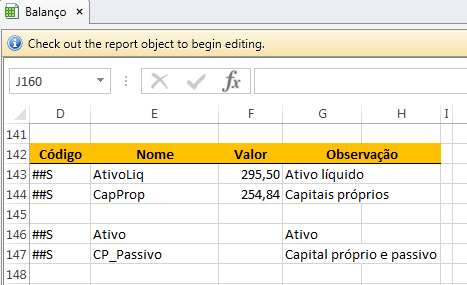 Balanço ×
Check out the report object to begin editing.
J160 fx
D E F G H I
141
142 Código Nome Valor Observação
143 ##S AtivoLiq 295,50 Ativo líquido
144 ##S CapProp 254,84 Capitais próprios
145
146 ##S Ativo Ativo
147 ##S CP_Passivo Capital próprio e passivo
148